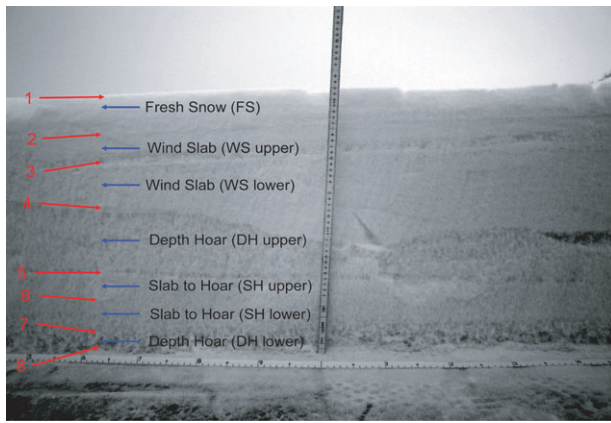 1
Fresh Snow (FS)
2
Wind Slab (WS upper)
3
Wind Slab (WS lower)
4
Depth Hoar (DH upper)
5
Slab to Hoar (SH upper)
6
Slab to Hoar (SH lower)
7
Depth Hoar (DH lower)
8